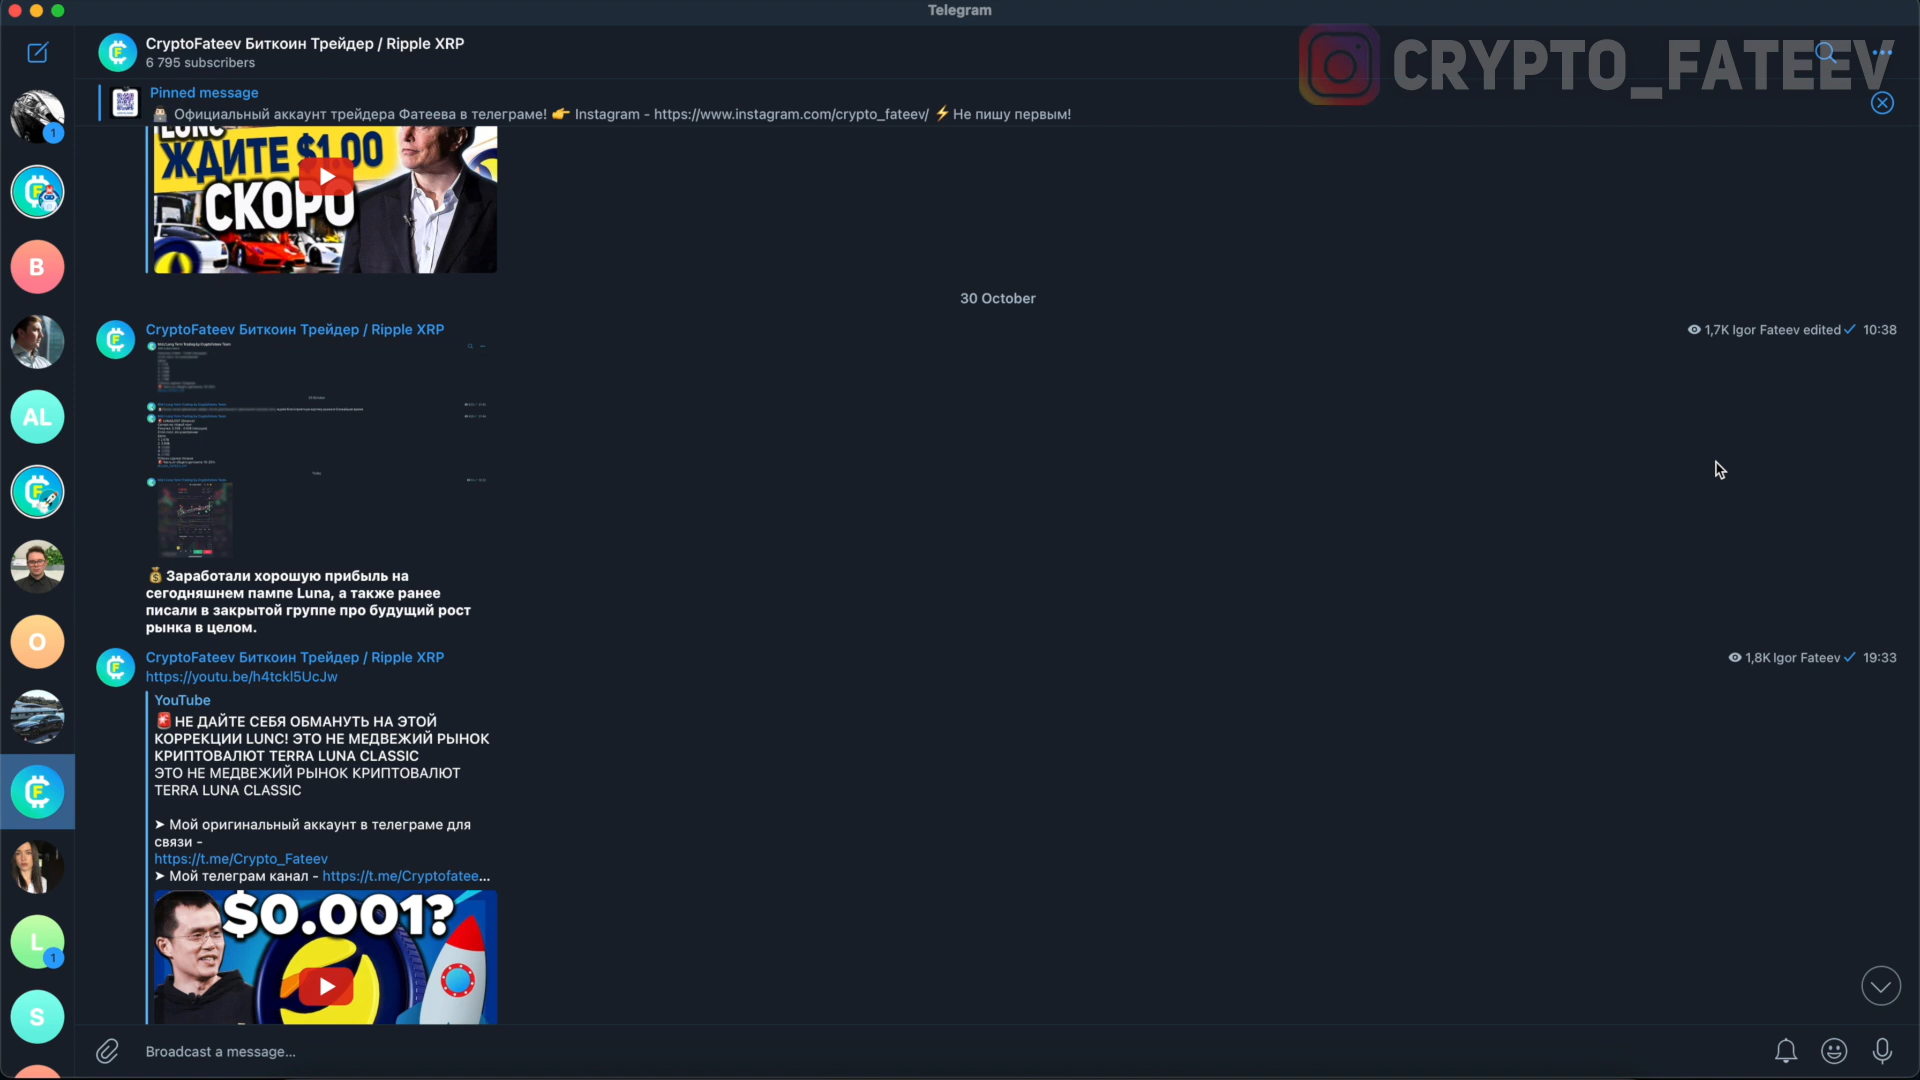 Telegram
CRYPTO_FATEEV
CryptoFateev Биткоин Трейдер / Ripple XRP
6 795 subscribers
Pinned message
Официальный аккаунт трейдера Фатеева в телеграме! 👉 Instagram - https://www.instagram.com/crypto_fateev/ ⚡ Не пишу первым!
LUNC
ЖДИТЕ $1.00
СКОРО
30 October
CryptoFateev Биткоин Трейдер / Ripple XRP
1,7K Igor Fateev edited 10:38
💰 Заработали хорошую прибыль на
сегодняшнем пампе Luna, а также ранее
писали в закрытой группе про будущий рост
рынка в целом.
CryptoFateev Биткоин Трейдер / Ripple XRP
1,8K Igor Fateev 19:33
https://youtu.be/h4tckl5UcJw
YouTube
🚨 НЕ ДАЙТЕ СЕБЯ ОБМАНУТЬ НА ЭТОЙ
КОРРЕКЦИИ LUNC! ЭТО НЕ МЕДВЕЖИЙ РЫНОК
КРИПТОВАЛЮТ TERRA LUNA CLASSIC
ЭТО НЕ МЕДВЕЖИЙ РЫНОК КРИПТОВАЛЮТ
TERRA LUNA CLASSIC
➤ Мой оригинальный аккаунт в телеграме для
связи -
https://t.me/Crypto_Fateev
➤ Мой телеграм канал - https://t.me/Cryptofatee...
$0.001?
Broadcast a message...
1
B
AL
O
L
1
S